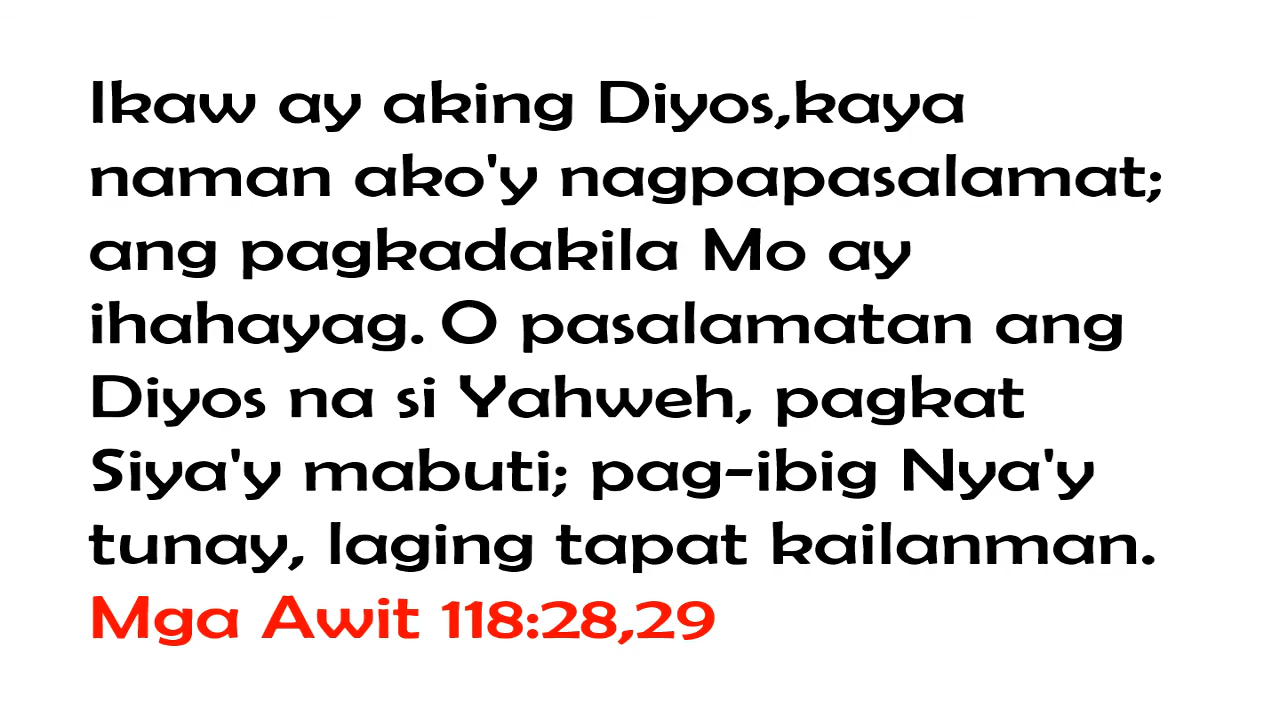 Ikaw ay aking Diyos,kaya
naman ako'y nagpapasalamat;
ang pagkadakila Mo ay
ihahayag. O pasalamatan ang
Diyos na si Yahweh, pagkat
Siya'y mabuti; pag-ibig Nya'y
tunay, laging tapat kailanman.
Mga Awit 118:28,29